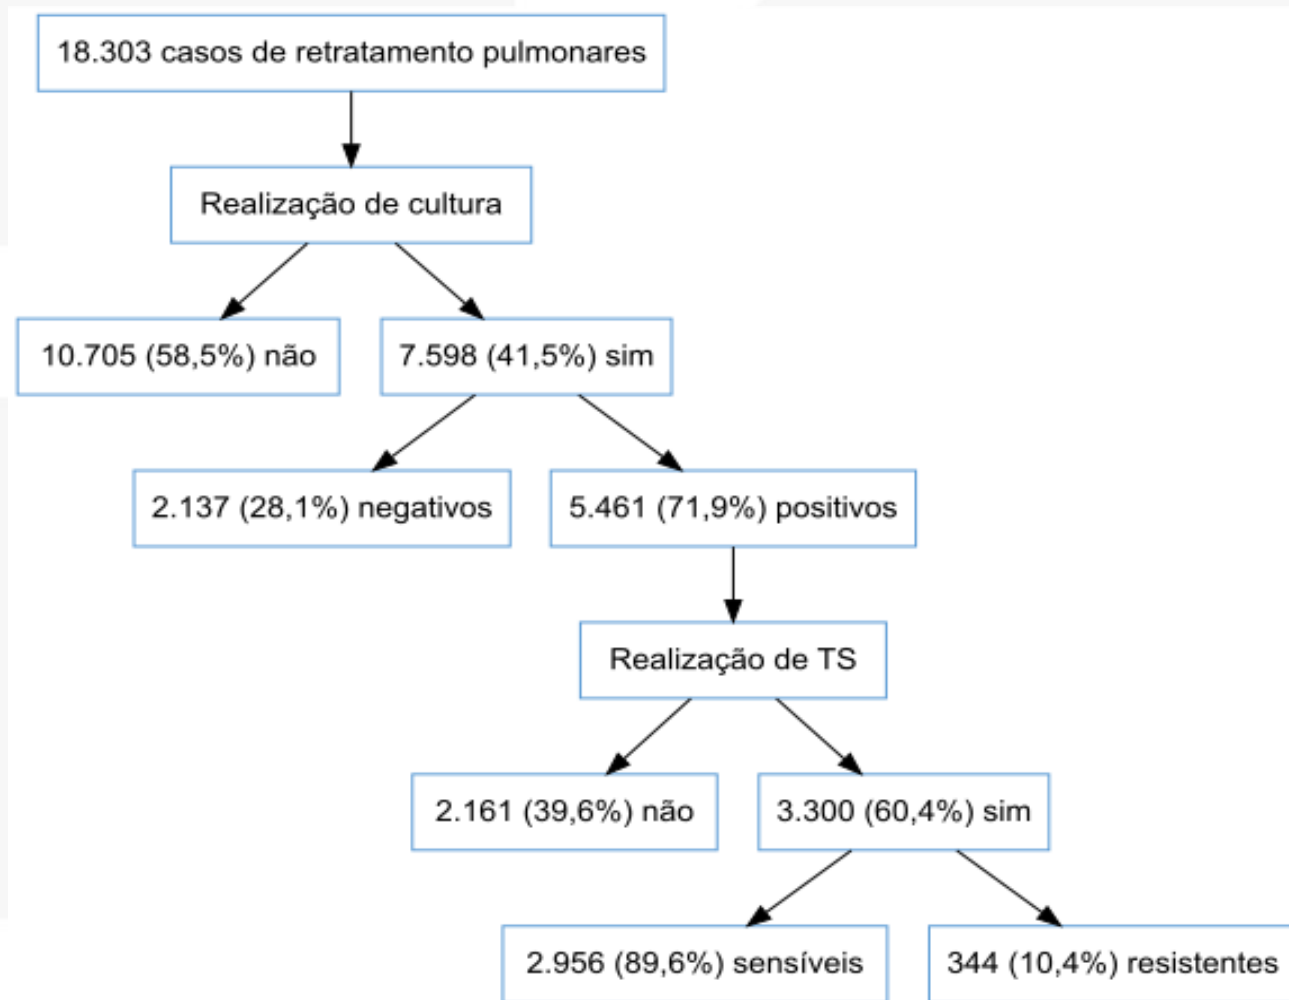 18.303 casos de retratamento pulmonares
Realização de cultura
10.705 (58,5%) não
7.598 (41,5%) sim
2.137 (28,1%) negativos
5.461 (71,9%) positivos
Realização de TS
2.161 (39,6%) não
3.300 (60,4%) sim
2.956 (89,6%) sensíveis
344 (10,4%) resistentes